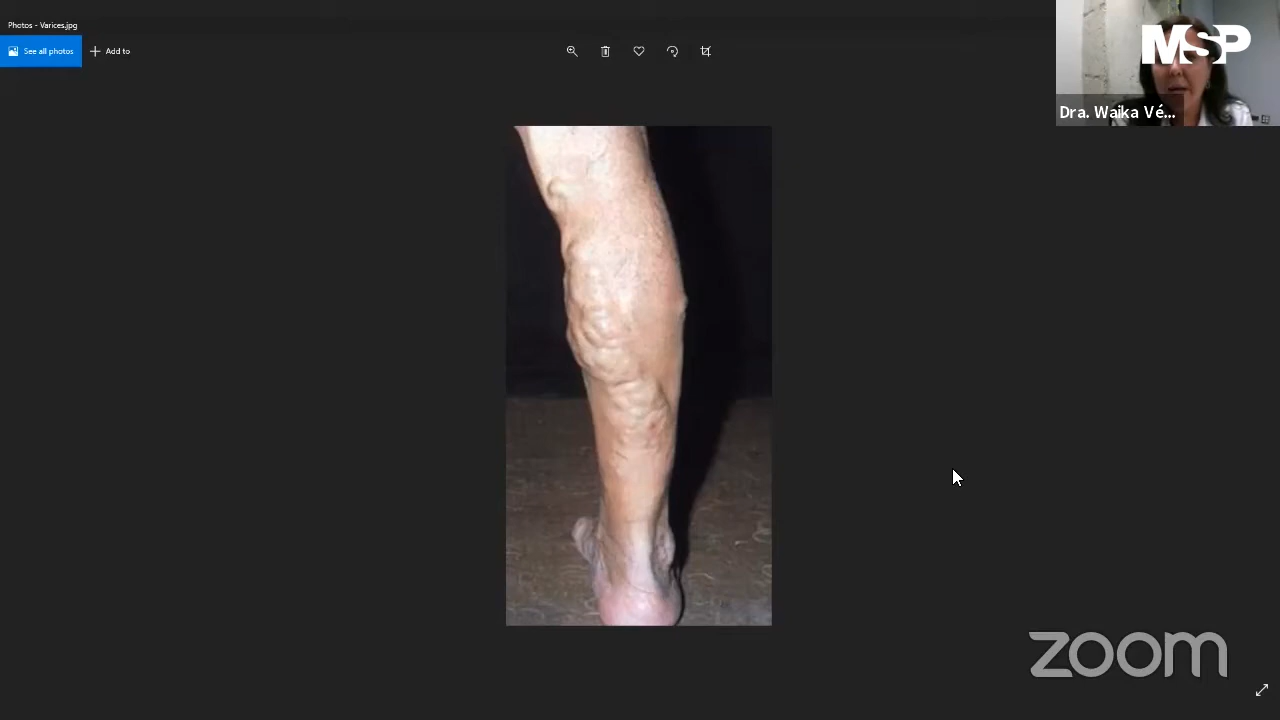 Photos - Varices.jpg
See all photos
Add to
MSP
Dra. Waika Vé...
zoom